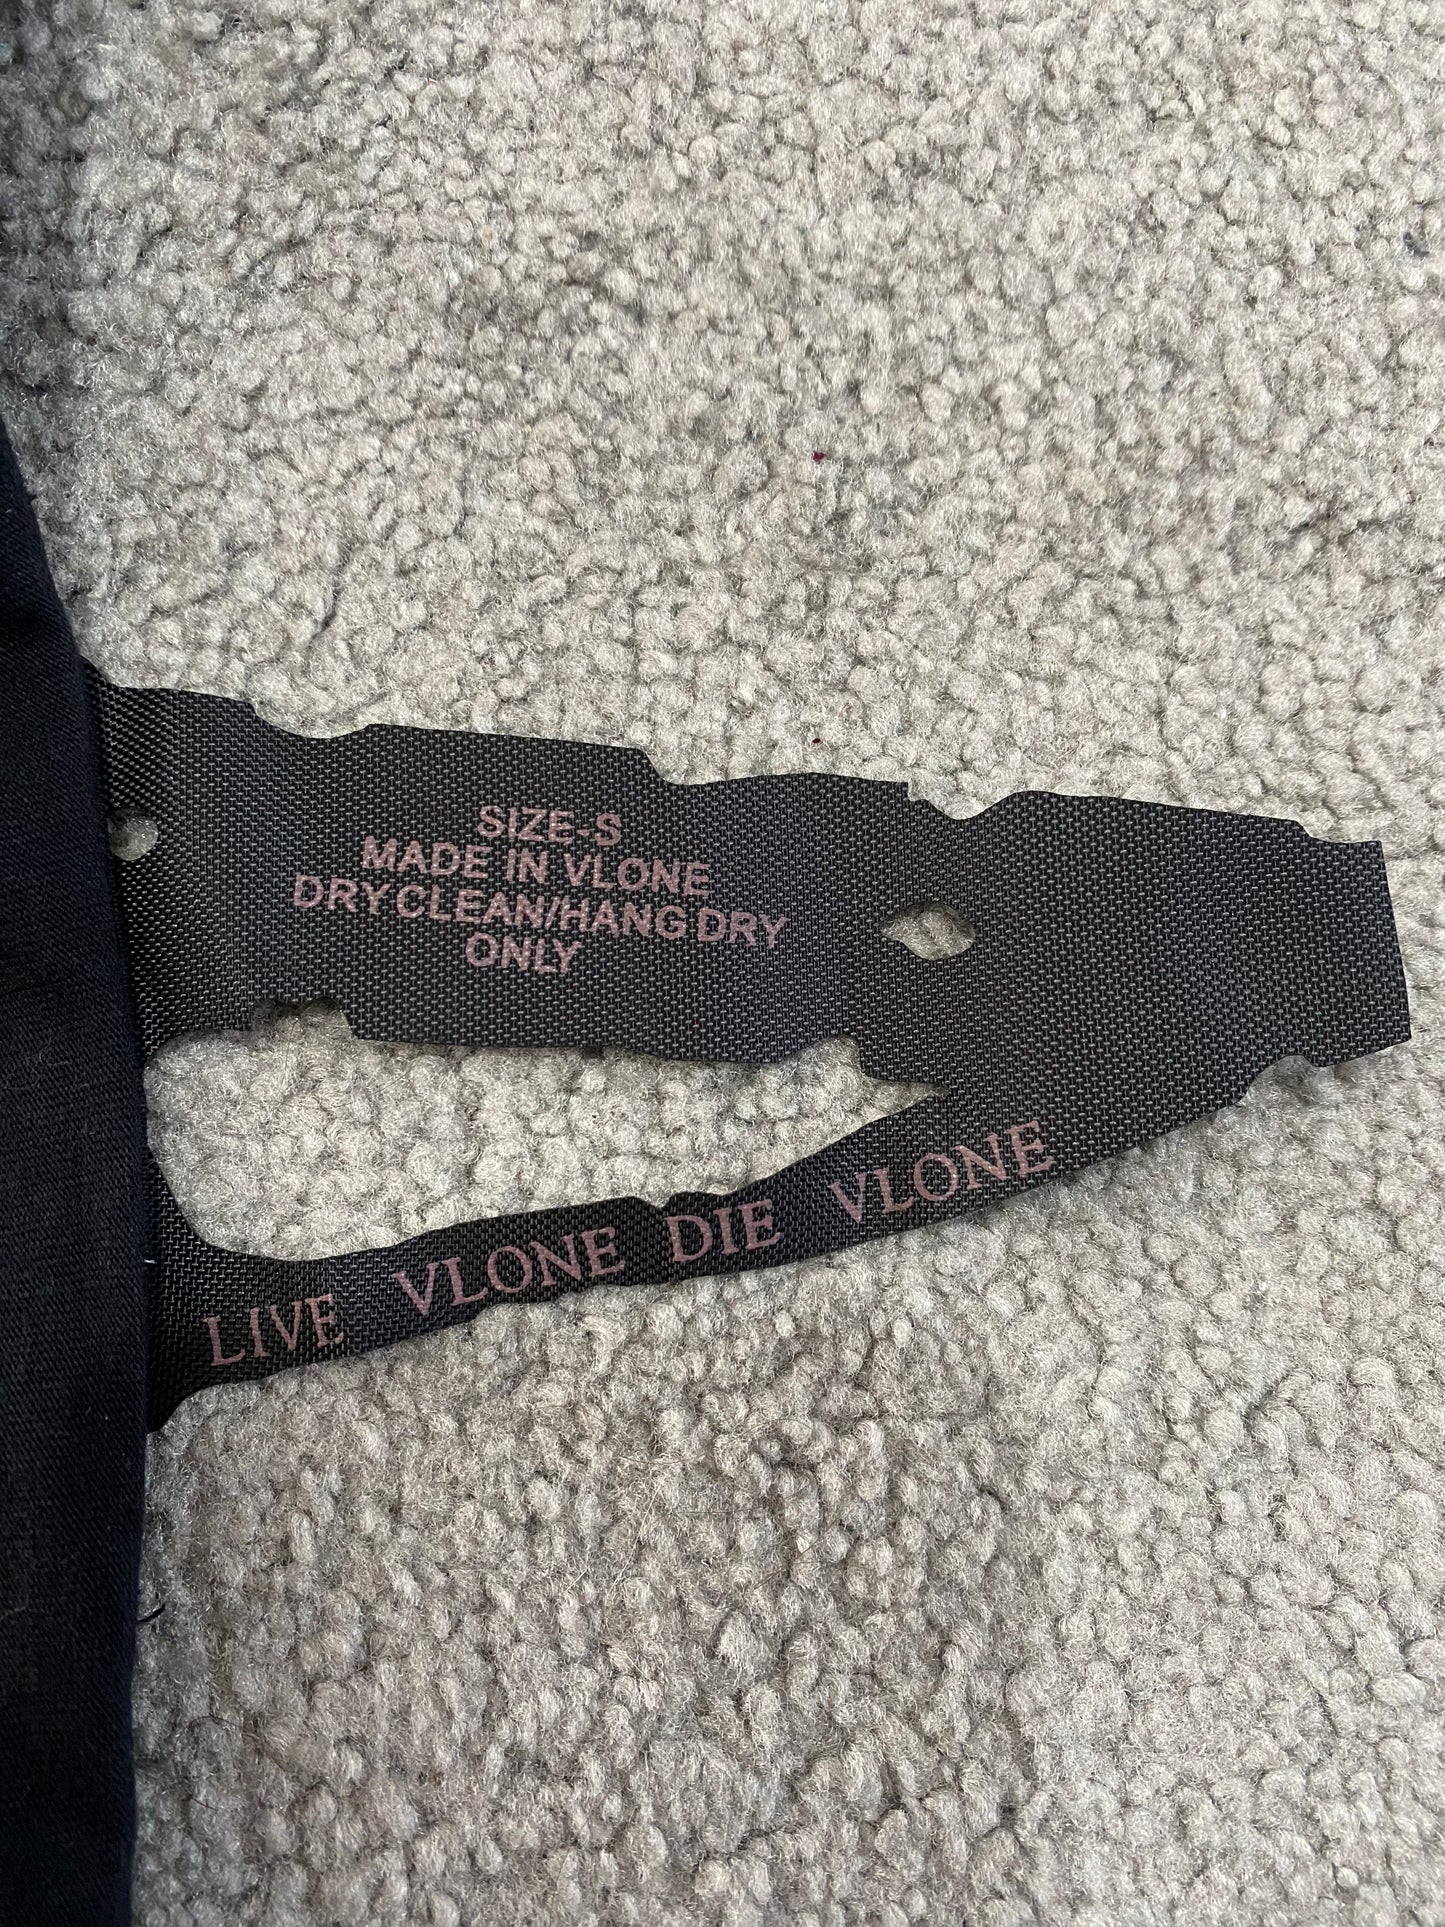 SIZE-S
MADE IN VLONE
DRY CLEAN/HANG DRY
ONLY
LIVE VLONE DIE VLONE